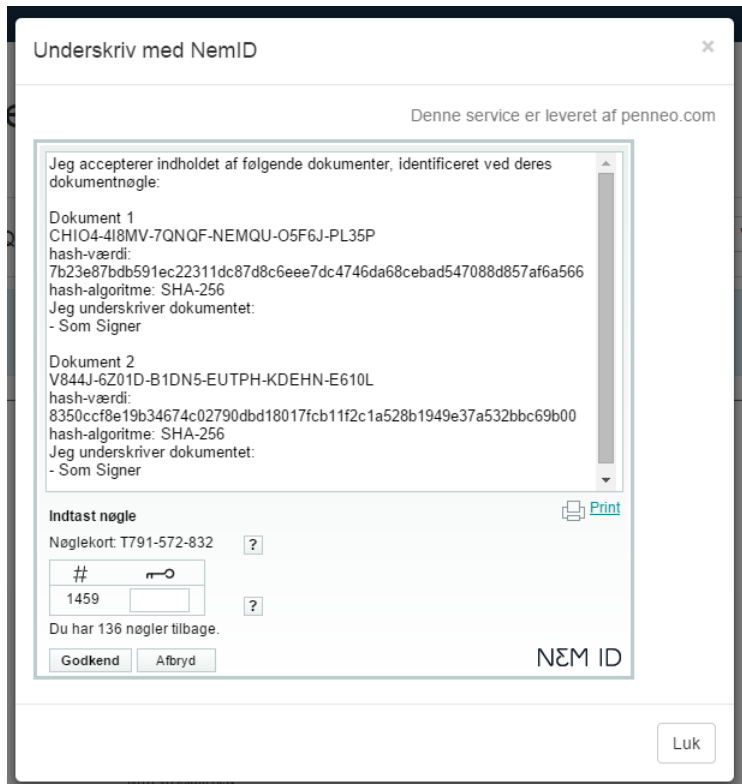 Underskriv med NemID
×
Denne service er leveret af penneo.com
Jeg accepterer indholdet af følgende dokumenter, identificeret ved deres
dokumentnøgle:
Dokument 1
CHIO4-4I8MV-7QNQF-NEMQU-O5F6J-PL35P
hash-værdi:
7b23e87bdb591ec22311dc87d8c6eee7dc4746da68cebad547088d857af6a566
hash-algoritme: SHA-256
Jeg underskriver dokumentet:
- Som Signer
Dokument 2
V844J-6Z01D-B1DN5-EUTPH-KDEHN-E610L
hash-værdi:
8350ccf8e19b34674c02790dbd18017fcb11f2c1a528b1949e37a532bbc69b00
hash-algoritme: SHA-256
Jeg underskriver dokumentet:
- Som Signer
Indtast nøgle
Print
Nøglekort: T791-572-832 ?
#
1459 ?
Du har 136 nøgler tilbage.
Godkend Afbryd
NEM ID
Luk